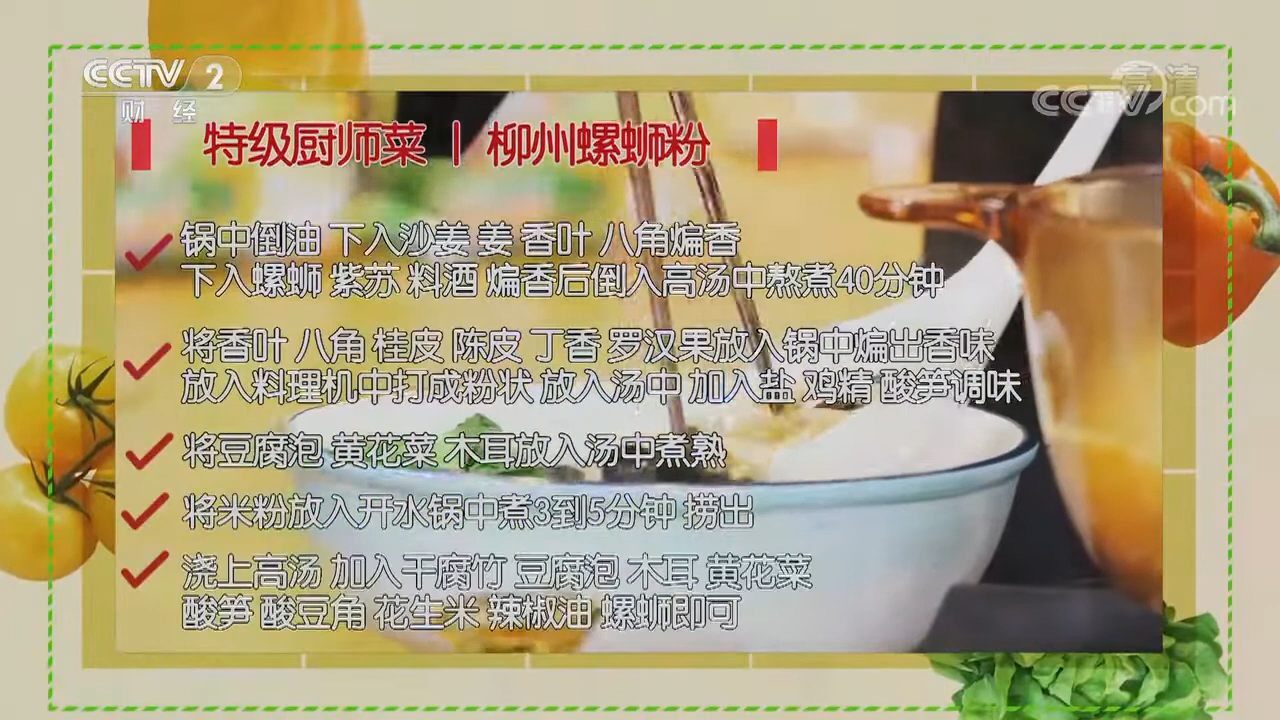 CCTV 2
财经
高清
CCTV.com
特级厨师菜 | 柳州螺蛳粉
锅中倒油 下入沙姜 姜 香叶 八角煸香
下入螺蛳 紫苏 料酒 煸香后倒入高汤中熬煮40分钟
将香叶 八角 桂皮 陈皮 丁香 罗汉果放入锅中煸出香味
放入料理机中打成粉状 放入汤中 加入盐 鸡精 酸笋调味
将豆腐泡 黄花菜 木耳放入汤中煮熟
将米粉放入开水锅中煮3到5分钟 捞出
浇上高汤 加入干腐竹 豆腐泡 木耳 黄花菜
酸笋 酸豆角 花生米 辣椒油 螺蛳即可